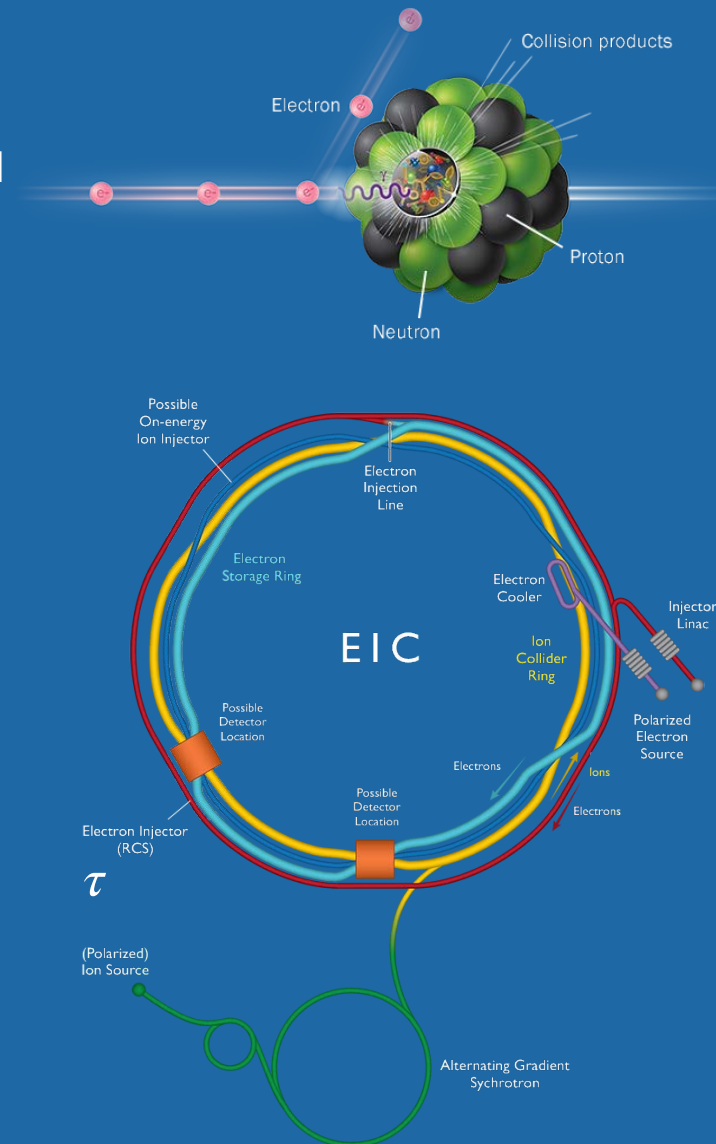 Collision products
Electron
e-
e-
e-
e-
e-
γ
Proton
Neutron
Possible
On-energy
Ion Injector
Electron
Injection
Line
Electron
Storage Ring
Electron
Cooler
Injector
Linac
EIC
Ion
Collider
Ring
Possible
Detector
Location
Polarized
Electron
Source
Electrons
Ions
Possible
Detector
Location
Electrons
Electron Injector
(RCS)
τ
(Polarized)
Ion Source
Alternating Gradient
Sychrotron